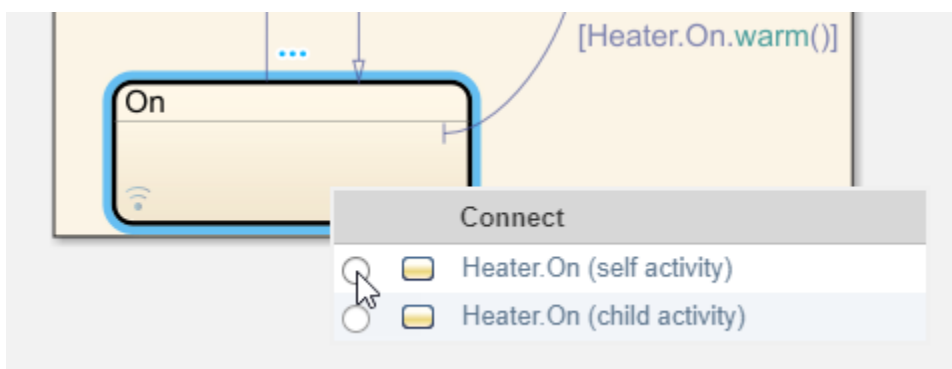 [Heater.On.warm()]
On
Connect
Heater.On (self activity)
Heater.On (child activity)